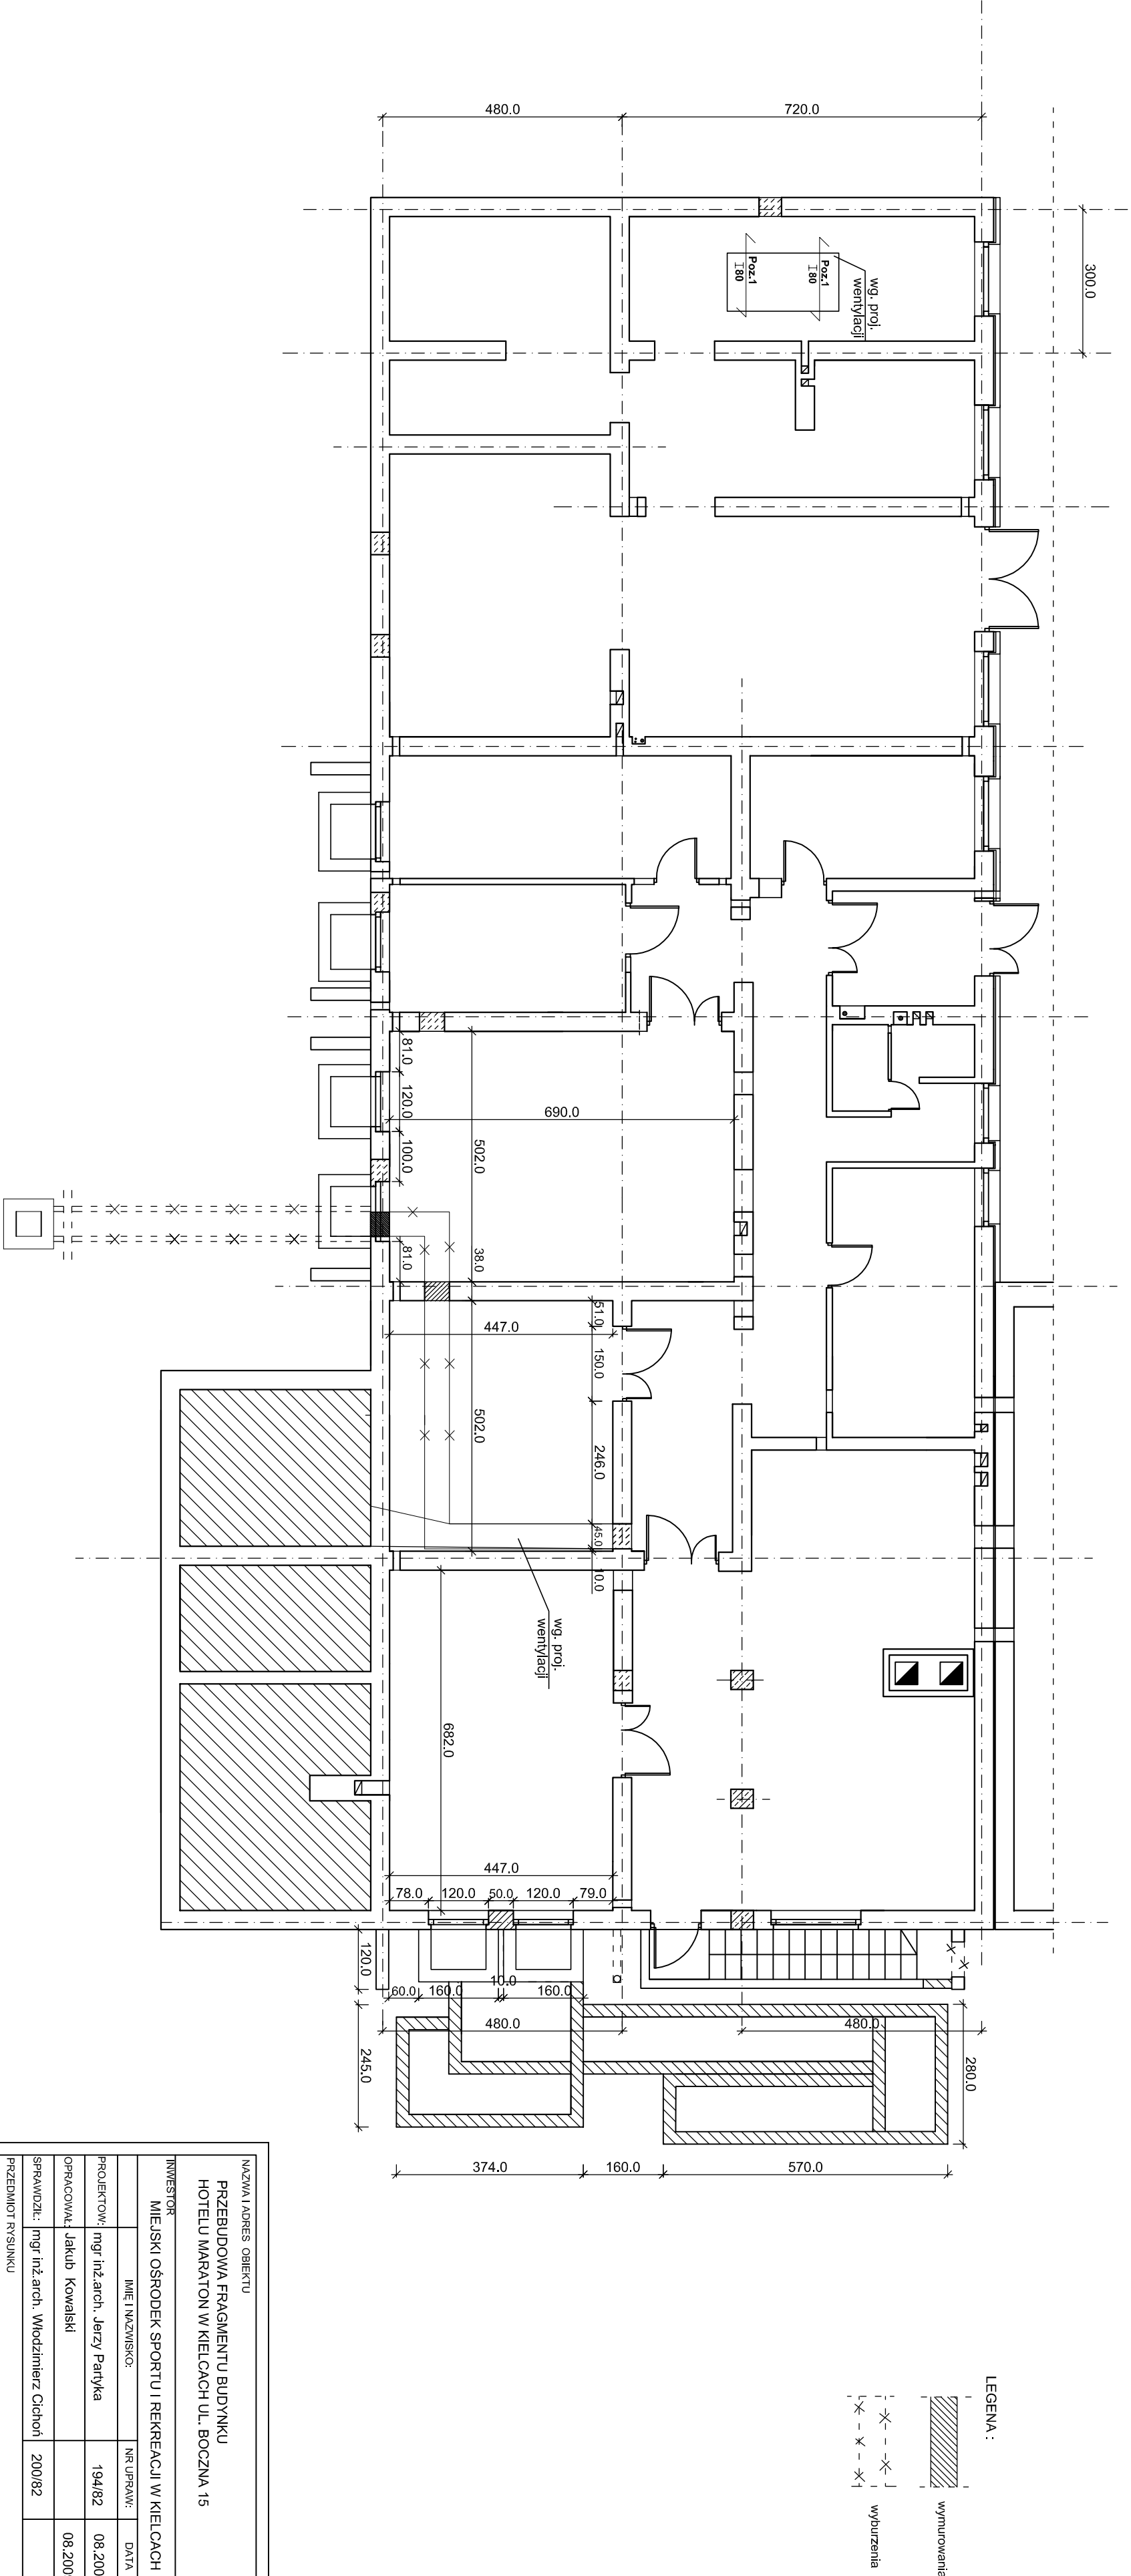 480.0
720.0
300.0
Poz.1
I 80
Poz.1
I 80
wg. proj.
wentylacji
81.0
120.0
100.0
81.0
690.0
502.0
38.0
502.0
447.0
51.0
150.0
246.0
45.0
10.0
wg. proj.
wentylacji
682.0
447.0
78.0
120.0
50.0
120.0
79.0
120.0
60.0
160.0
10.0
160.0
480.0
480.0
245.0
280.0
374.0
160.0
570.0
LEGENA :
wymurowania
wyburzenia
NAZWA I ADRES OBIEKTU
PRZEBUDOWA FRAGMENTU BUDYNKU
HOTELU MARATON W KIELCACH UL. BOCZNA 15
INWESTOR
MIEJSKI OŚRODEK SPORTU I REKREACJI W KIELCACH
IMIĘ I NAZWISKO: NR UPRAW: DATA
PROJEKTOW: mgr inż.arch. Jerzy Partyka 194/82 08.200
OPRACOWAŁ: Jakub Kowalski 08.200
SPRAWDZIŁ: mgr inż.arch. Włodzimierz Cichoń 200/82
PRZEDMIOT RYSUNKU